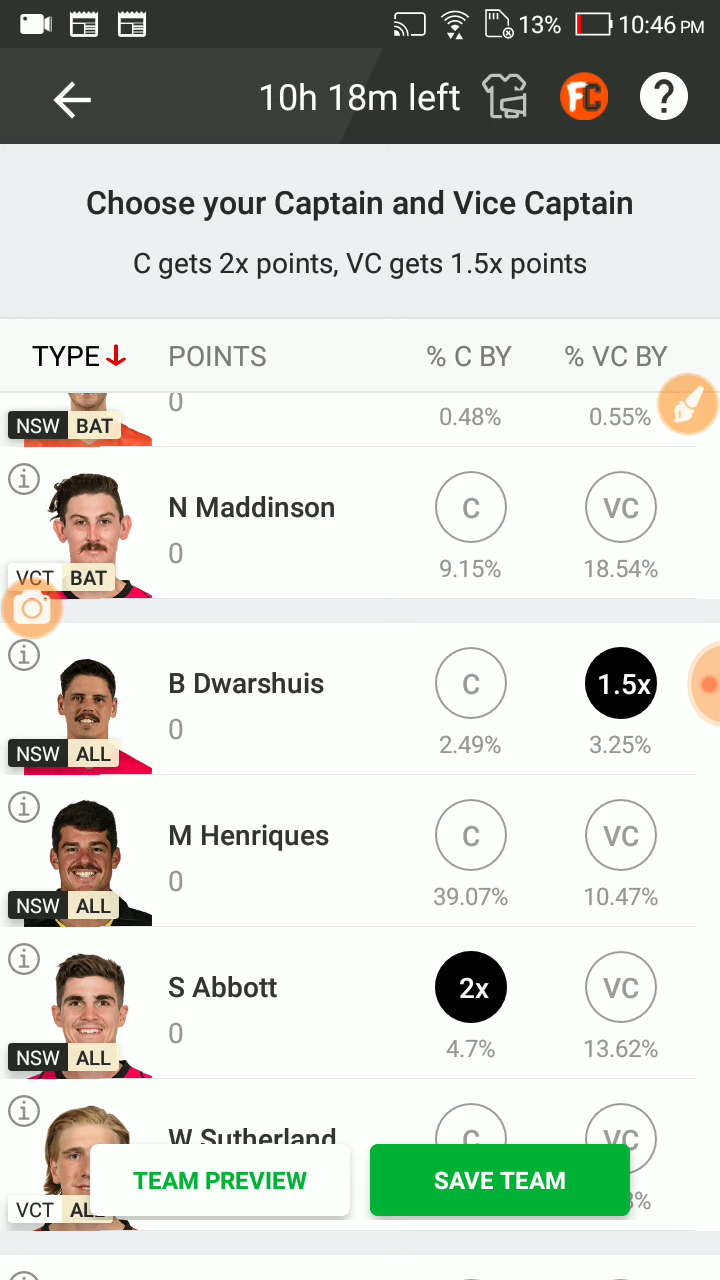 13% 10:46 PM
10h 18m left FC ?
Choose your Captain and Vice Captain
C gets 2x points, VC gets 1.5x points
TYPE POINTS % C BY % VC BY
0 0.48% 0.55%
NSW BAT
N Maddinson C VC
0 9.15% 18.54%
VCT BAT
B Dwarshuis C 1.5x
0 2.49% 3.25%
NSW ALL
M Henriques C VC
0 39.07% 10.47%
NSW ALL
S Abbott 2x VC
0 4.7% 13.62%
NSW ALL
W Sutherland C VC
TEAM PREVIEW SAVE TEAM
VCT ALL %